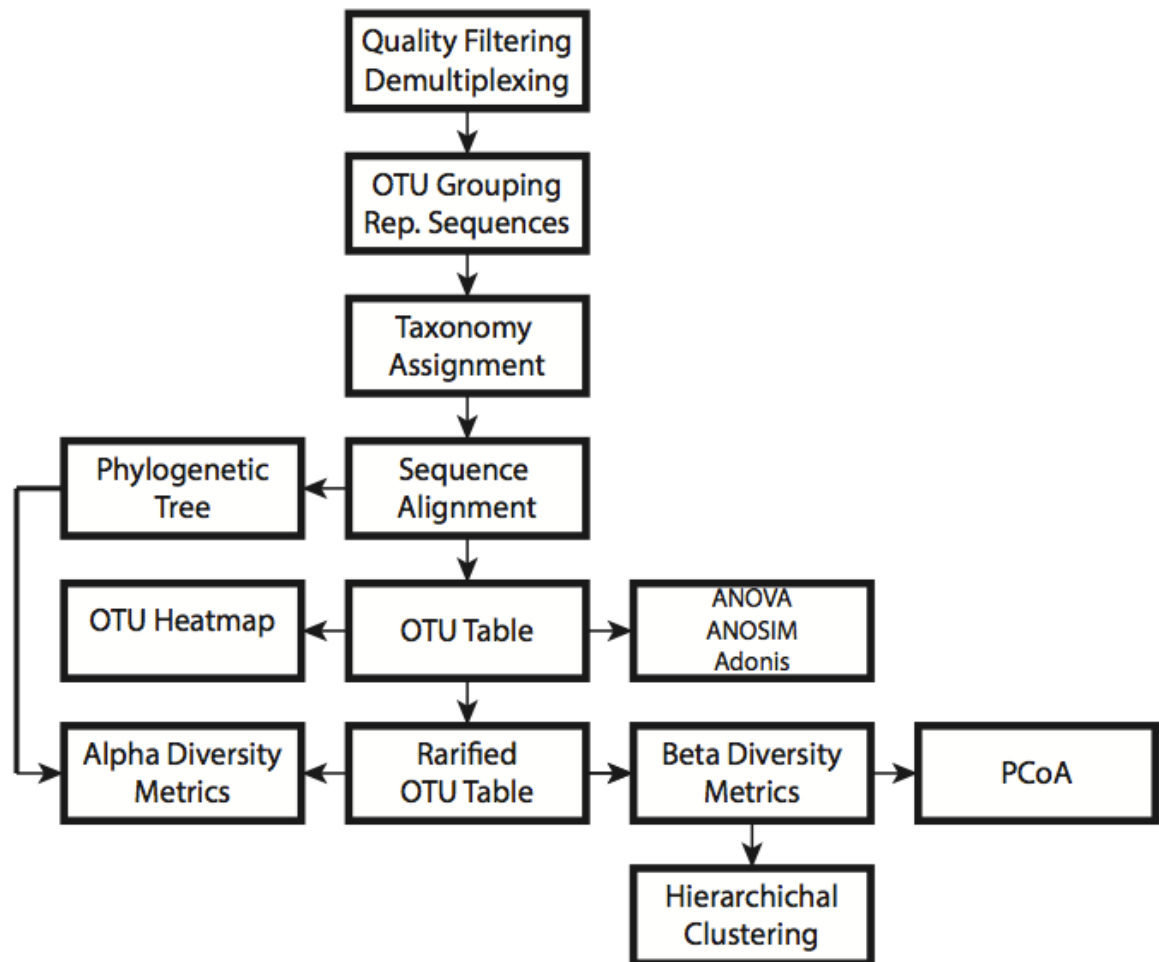 Quality Filtering
Demultiplexing
OTU Grouping
Rep. Sequences
Taxonomy
Assignment
Phylogenetic
Tree
Sequence
Alignment
OTU Heatmap
OTU Table
ANOVA
ANOSIM
Adonis
Alpha Diversity
Metrics
Rarified
OTU Table
Beta Diversity
Metrics
PCoA
Hierarchichal
Clustering